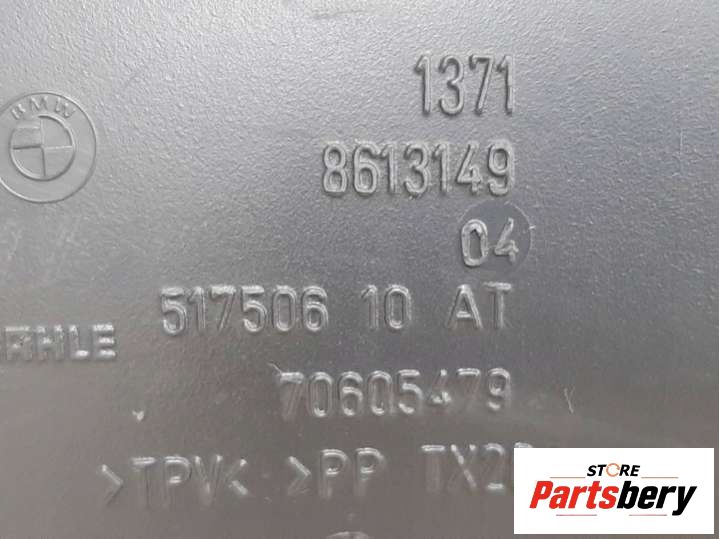 1371
BMW
8613149
04
517506 10 AT
70605479
>TPV< >PP
STORE
Partsbery